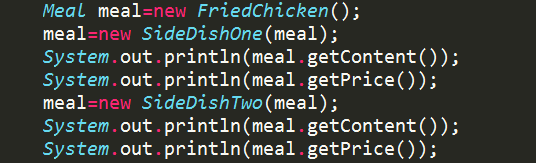 Meal meal=new FriedChicken();
meal=new SideDishOne(meal);
System.out.println(meal.getContent());
System.out.println(meal.getPrice());
meal=new SideDishTwo(meal);
System.out.println(meal.getContent());
System.out.println(meal.getPrice());